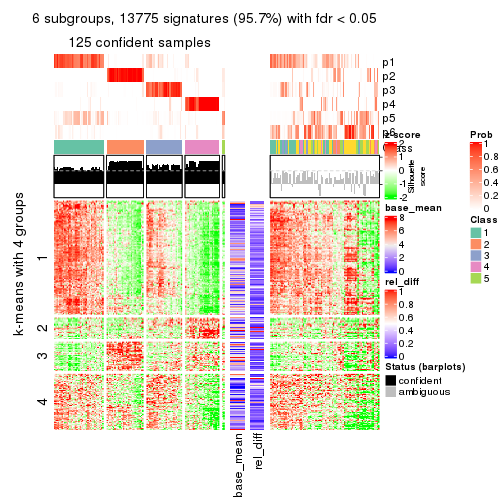 6 subgroups, 13775 signatures (95.7%) with fdr < 0.05
125 confident samples
p1
p2
p3
p4
p5
p6
Class
z-score
2
1
0
-1
-2
Silhouette
score
Prob
1
0.8
0.6
0.4
0.2
0
base_mean
8
6
4
2
0
Class
1
2
3
4
5
rel_diff
1
0.8
0.6
0.4
0.2
0
Status (barplots)
confident
ambiguous
k-means with 4 groups
1
2
3
4
base_mean
rel_diff